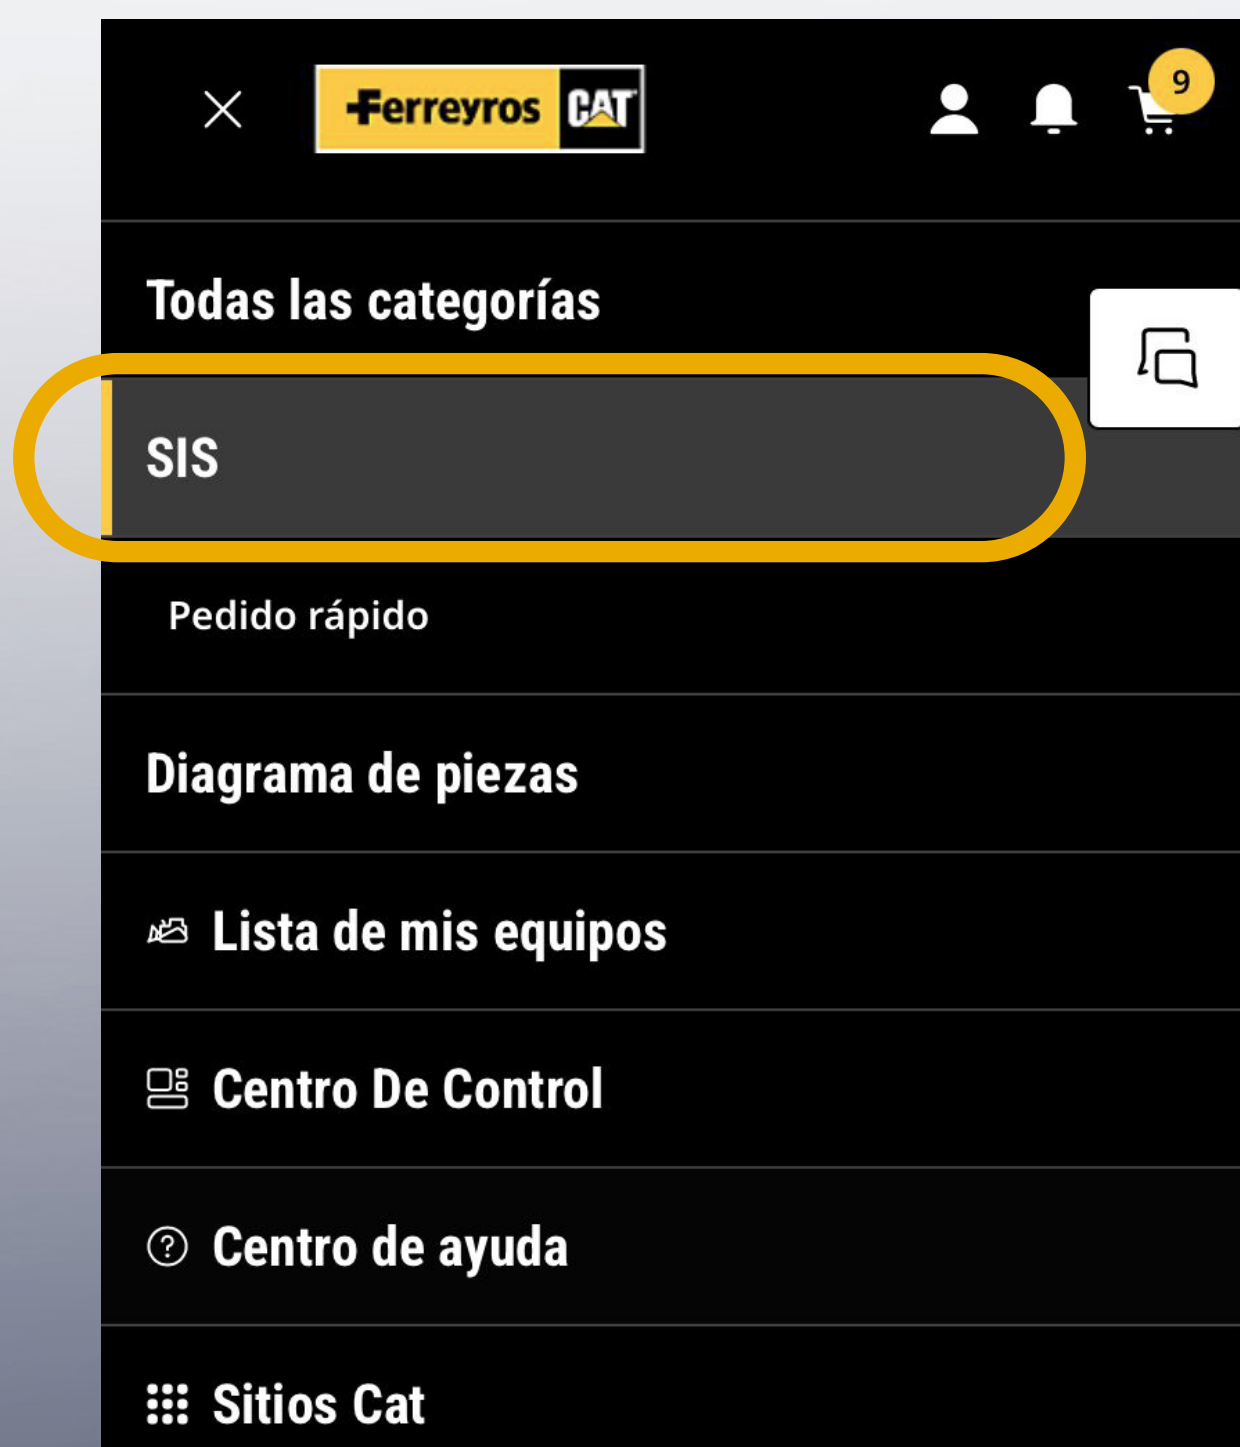 Ferreyros CAT
9
Todas las categorías
SIS
Pedido rápido
Diagrama de piezas
Lista de mis equipos
Centro De Control
? Centro de ayuda
Sitios Cat